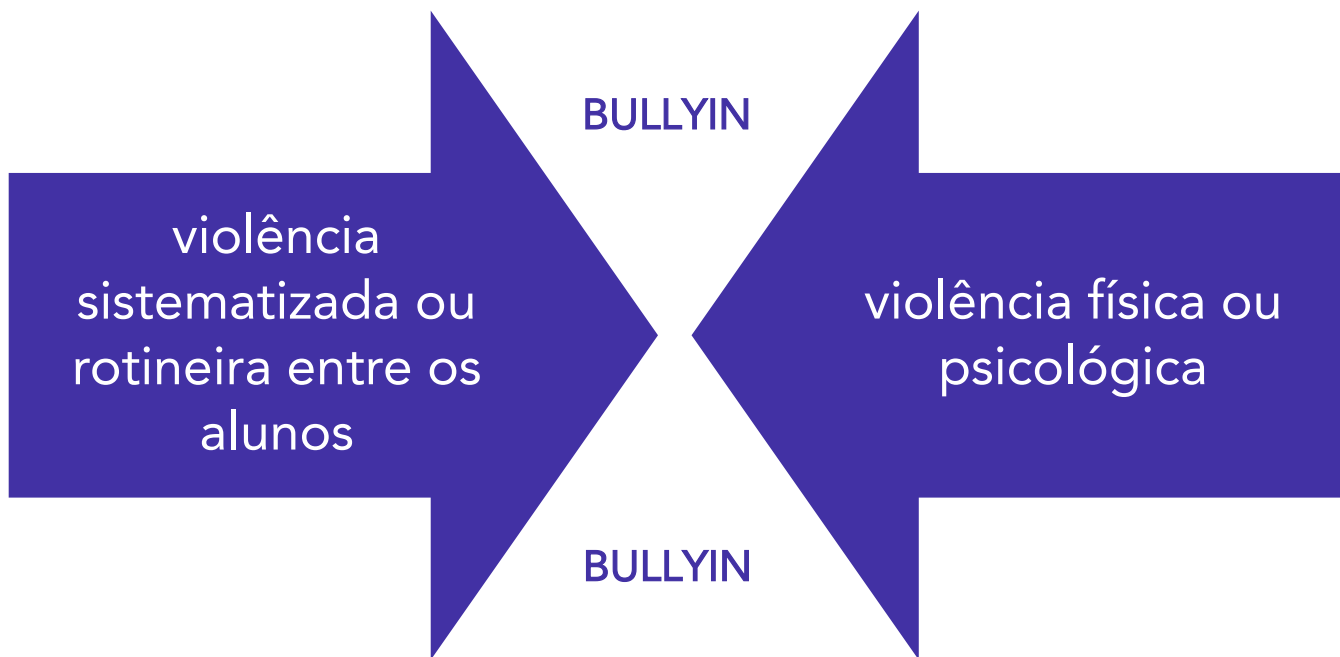 BULLYIN
violência
sistematizada ou
rotineira entre os
alunos
violência física ou
psicológica
BULLYIN